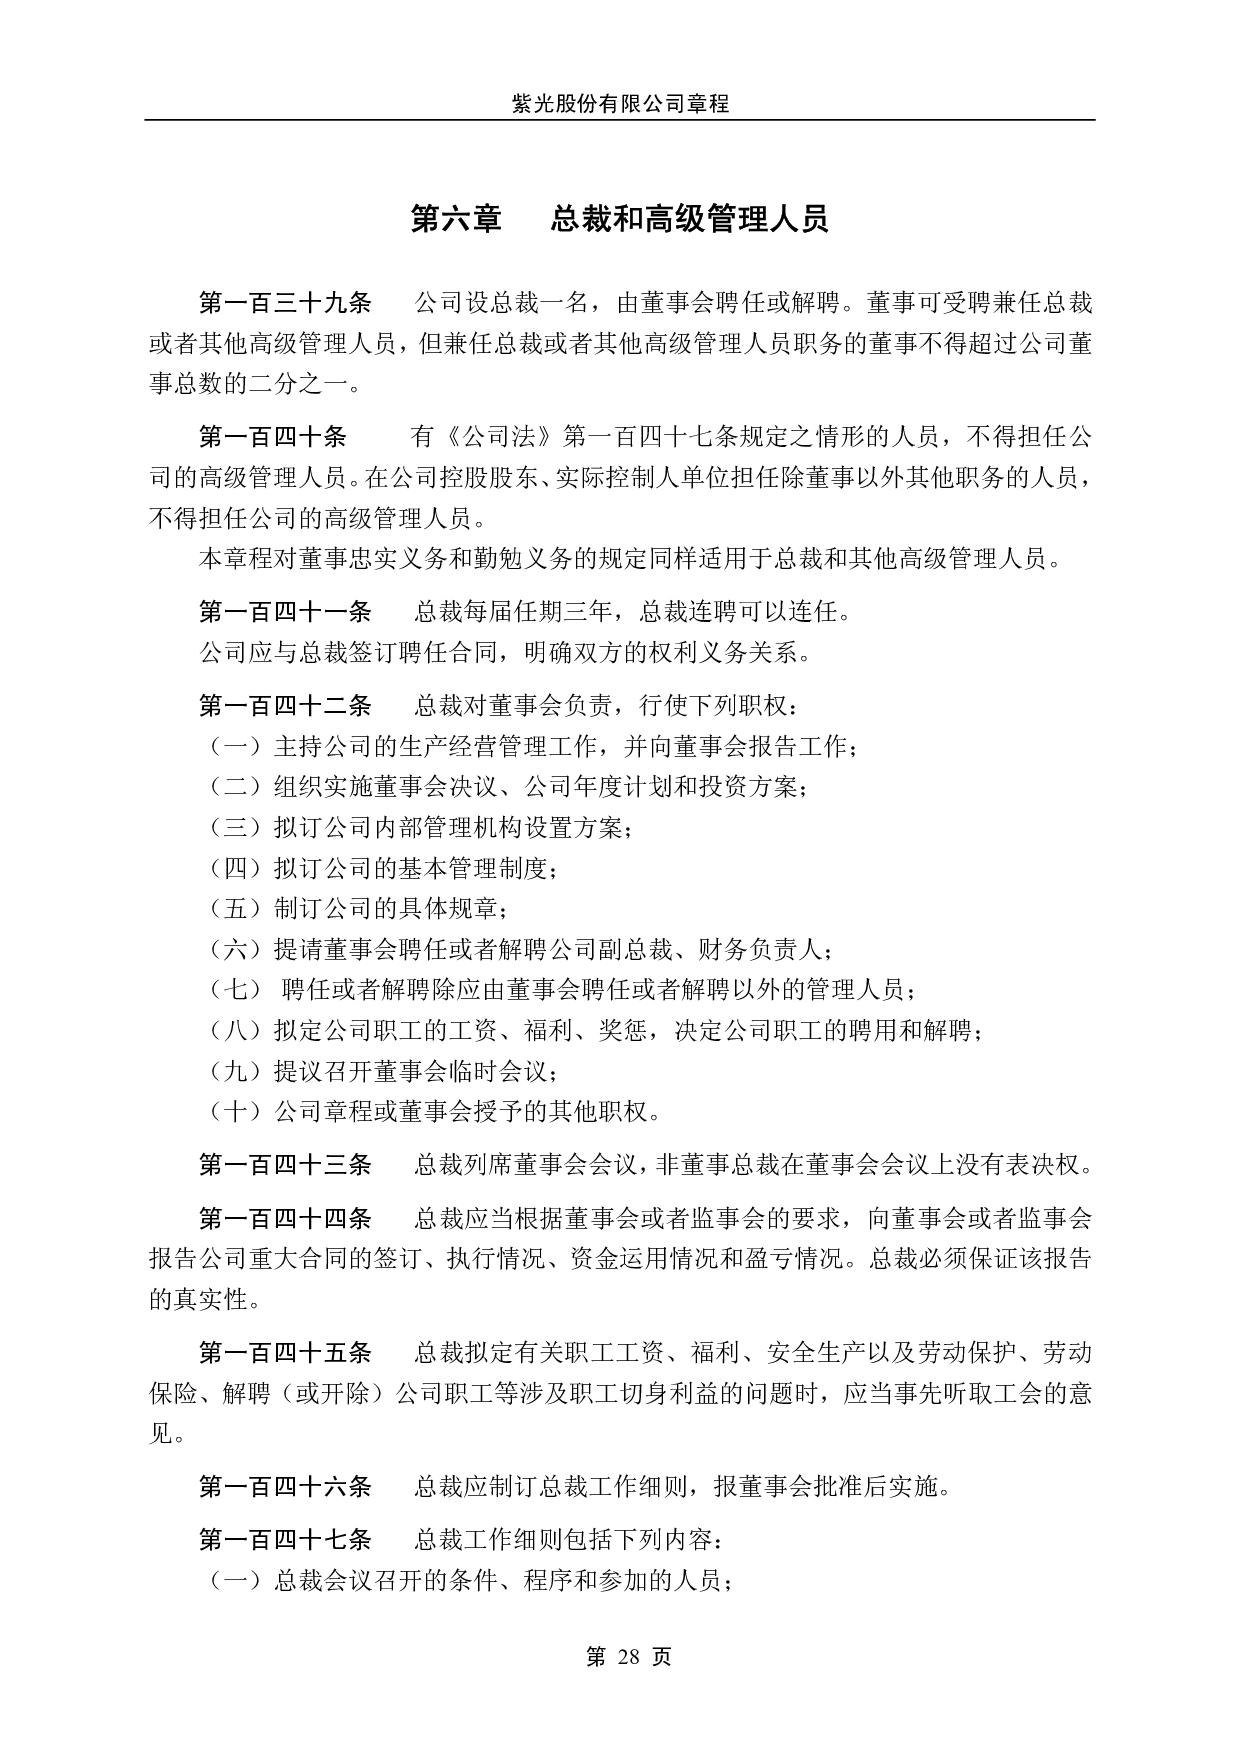 紫光股份有限公司章程
第六章 总裁和高级管理人员
第一百三十九条 公司设总裁一名，由董事会聘任或解聘。董事可受聘兼任总裁
或者其他高级管理人员，但兼任总裁或者其他高级管理人员职务的董事不得超过公司董
事总数的二分之一。
第一百四十条 有《公司法》第一百四十七条规定之情形的人员，不得担任公
司的高级管理人员。在公司控股股东、实际控制人单位担任除董事以外其他职务的人员，
不得担任公司的高级管理人员。
本章程对董事忠实义务和勤勉义务的规定同样适用于总裁和其他高级管理人员。
第一百四十一条 总裁每届任期三年，总裁连聘可以连任。
公司应与总裁签订聘任合同，明确双方的权利义务关系。
第一百四十二条 总裁对董事会负责，行使下列职权：
（一）主持公司的生产经营管理工作，并向董事会报告工作；
（二）组织实施董事会决议、公司年度计划和投资方案；
（三）拟订公司内部管理机构设置方案；
（四）拟订公司的基本管理制度；
（五）制订公司的具体规章；
（六）提请董事会聘任或者解聘公司副总裁、财务负责人；
（七） 聘任或者解聘除应由董事会聘任或者解聘以外的管理人员；
（八）拟定公司职工的工资、福利、奖惩，决定公司职工的聘用和解聘；
（九）提议召开董事会临时会议；
（十）公司章程或董事会授予的其他职权。
第一百四十三条 总裁列席董事会会议，非董事总裁在董事会会议上没有表决权。
第一百四十四条 总裁应当根据董事会或者监事会的要求，向董事会或者监事会
报告公司重大合同的签订、执行情况、资金运用情况和盈亏情况。总裁必须保证该报告
的真实性。
第一百四十五条 总裁拟定有关职工工资、福利、安全生产以及劳动保护、劳动
保险、解聘（或开除）公司职工等涉及职工切身利益的问题时，应当事先听取工会的意
见。
第一百四十六条 总裁应制订总裁工作细则，报董事会批准后实施。
第一百四十七条 总裁工作细则包括下列内容：
（一）总裁会议召开的条件、程序和参加的人员；
第 28 页